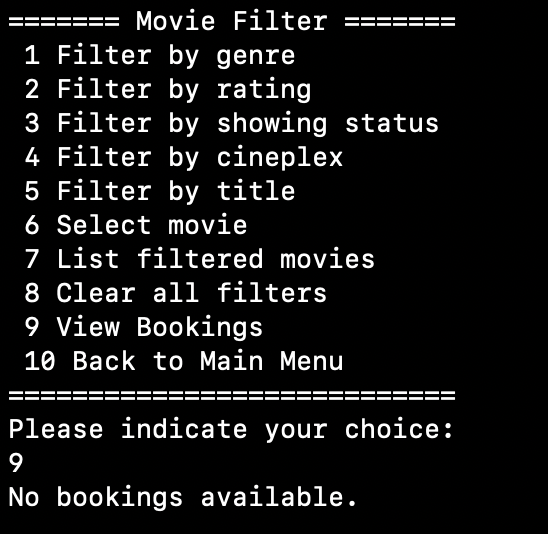 ======= Movie Filter =======
1 Filter by genre
2 Filter by rating
3 Filter by showing status
4 Filter by cineplex
5 Filter by title
6 Select movie
7 List filtered movies
8 Clear all filters
9 View Bookings
10 Back to Main Menu
============================
Please indicate your choice:
9
No bookings available.